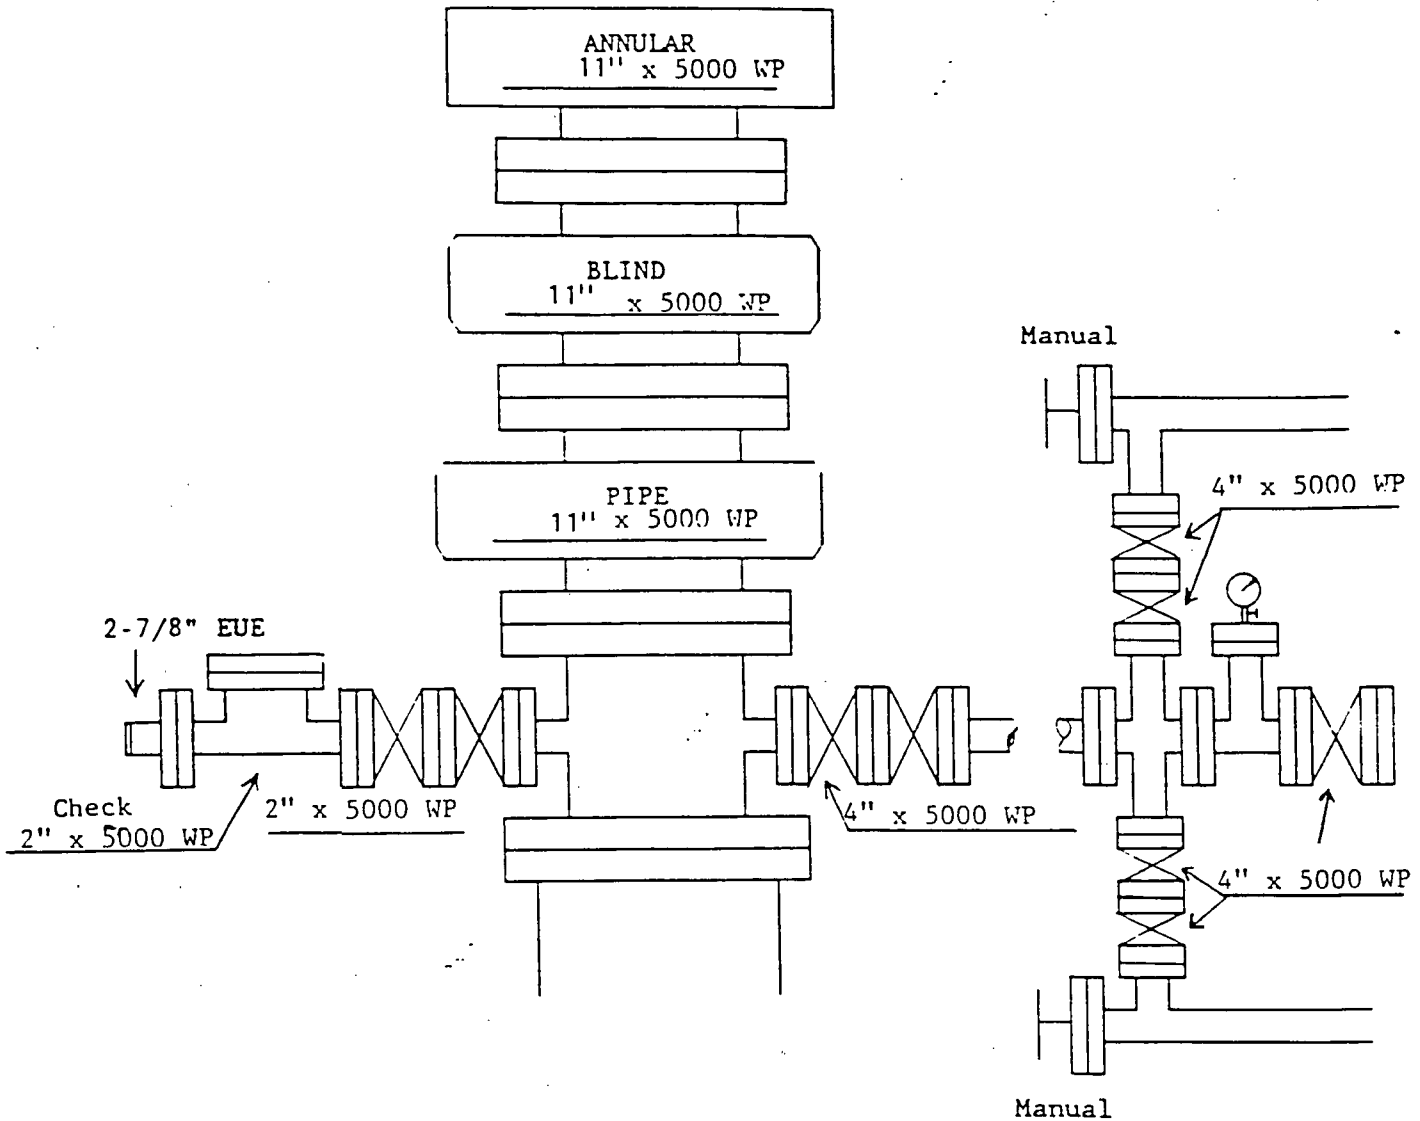 ANNULAR
11" x 5000 WP
BLIND
11" x 5000 WP
Manual
PIPE
11" x 5000 WP
4" x 5000 WP
2-7/8" EUE
Check
2" x 5000 WP
2" x 5000 WP
4" x 5000 WP
4" x 5000 WP
Manual